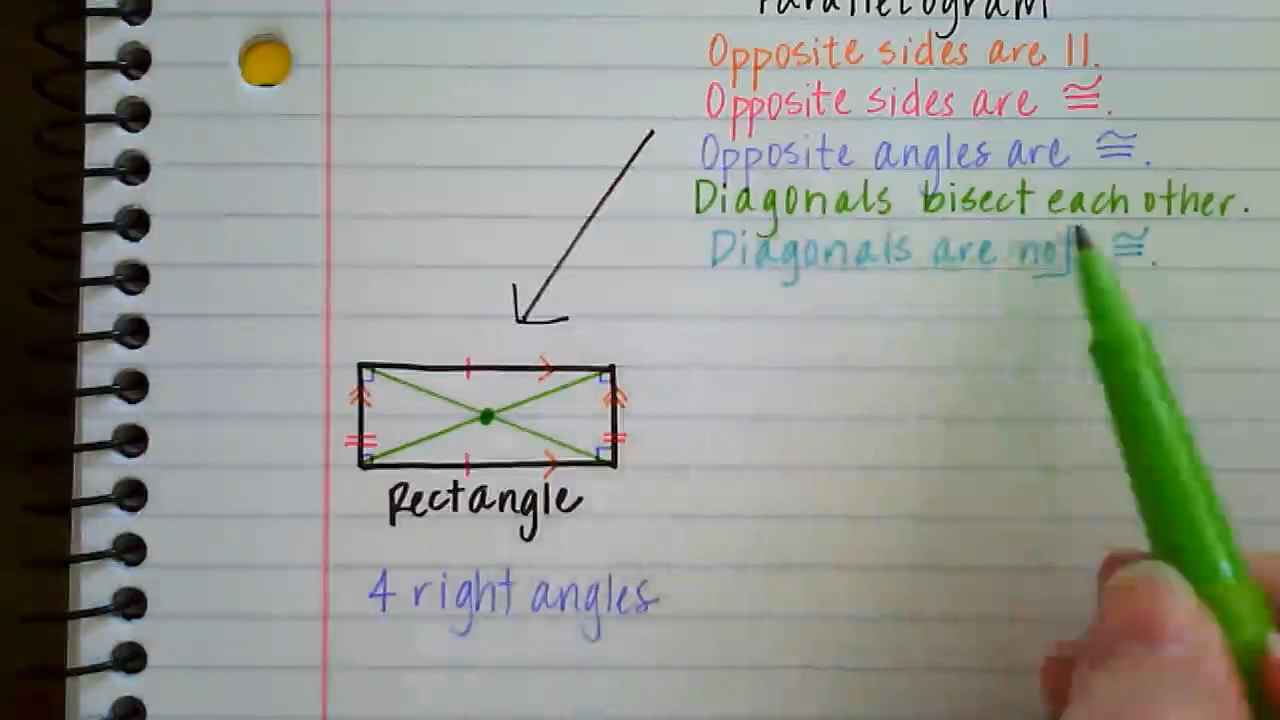 Parallelogram
Opposite sides are ||.
Opposite sides are ≅.
Opposite angles are ≅.
Diagonals bisect each other.
Diagonals are not ≅.
Rectangle
4 right angles